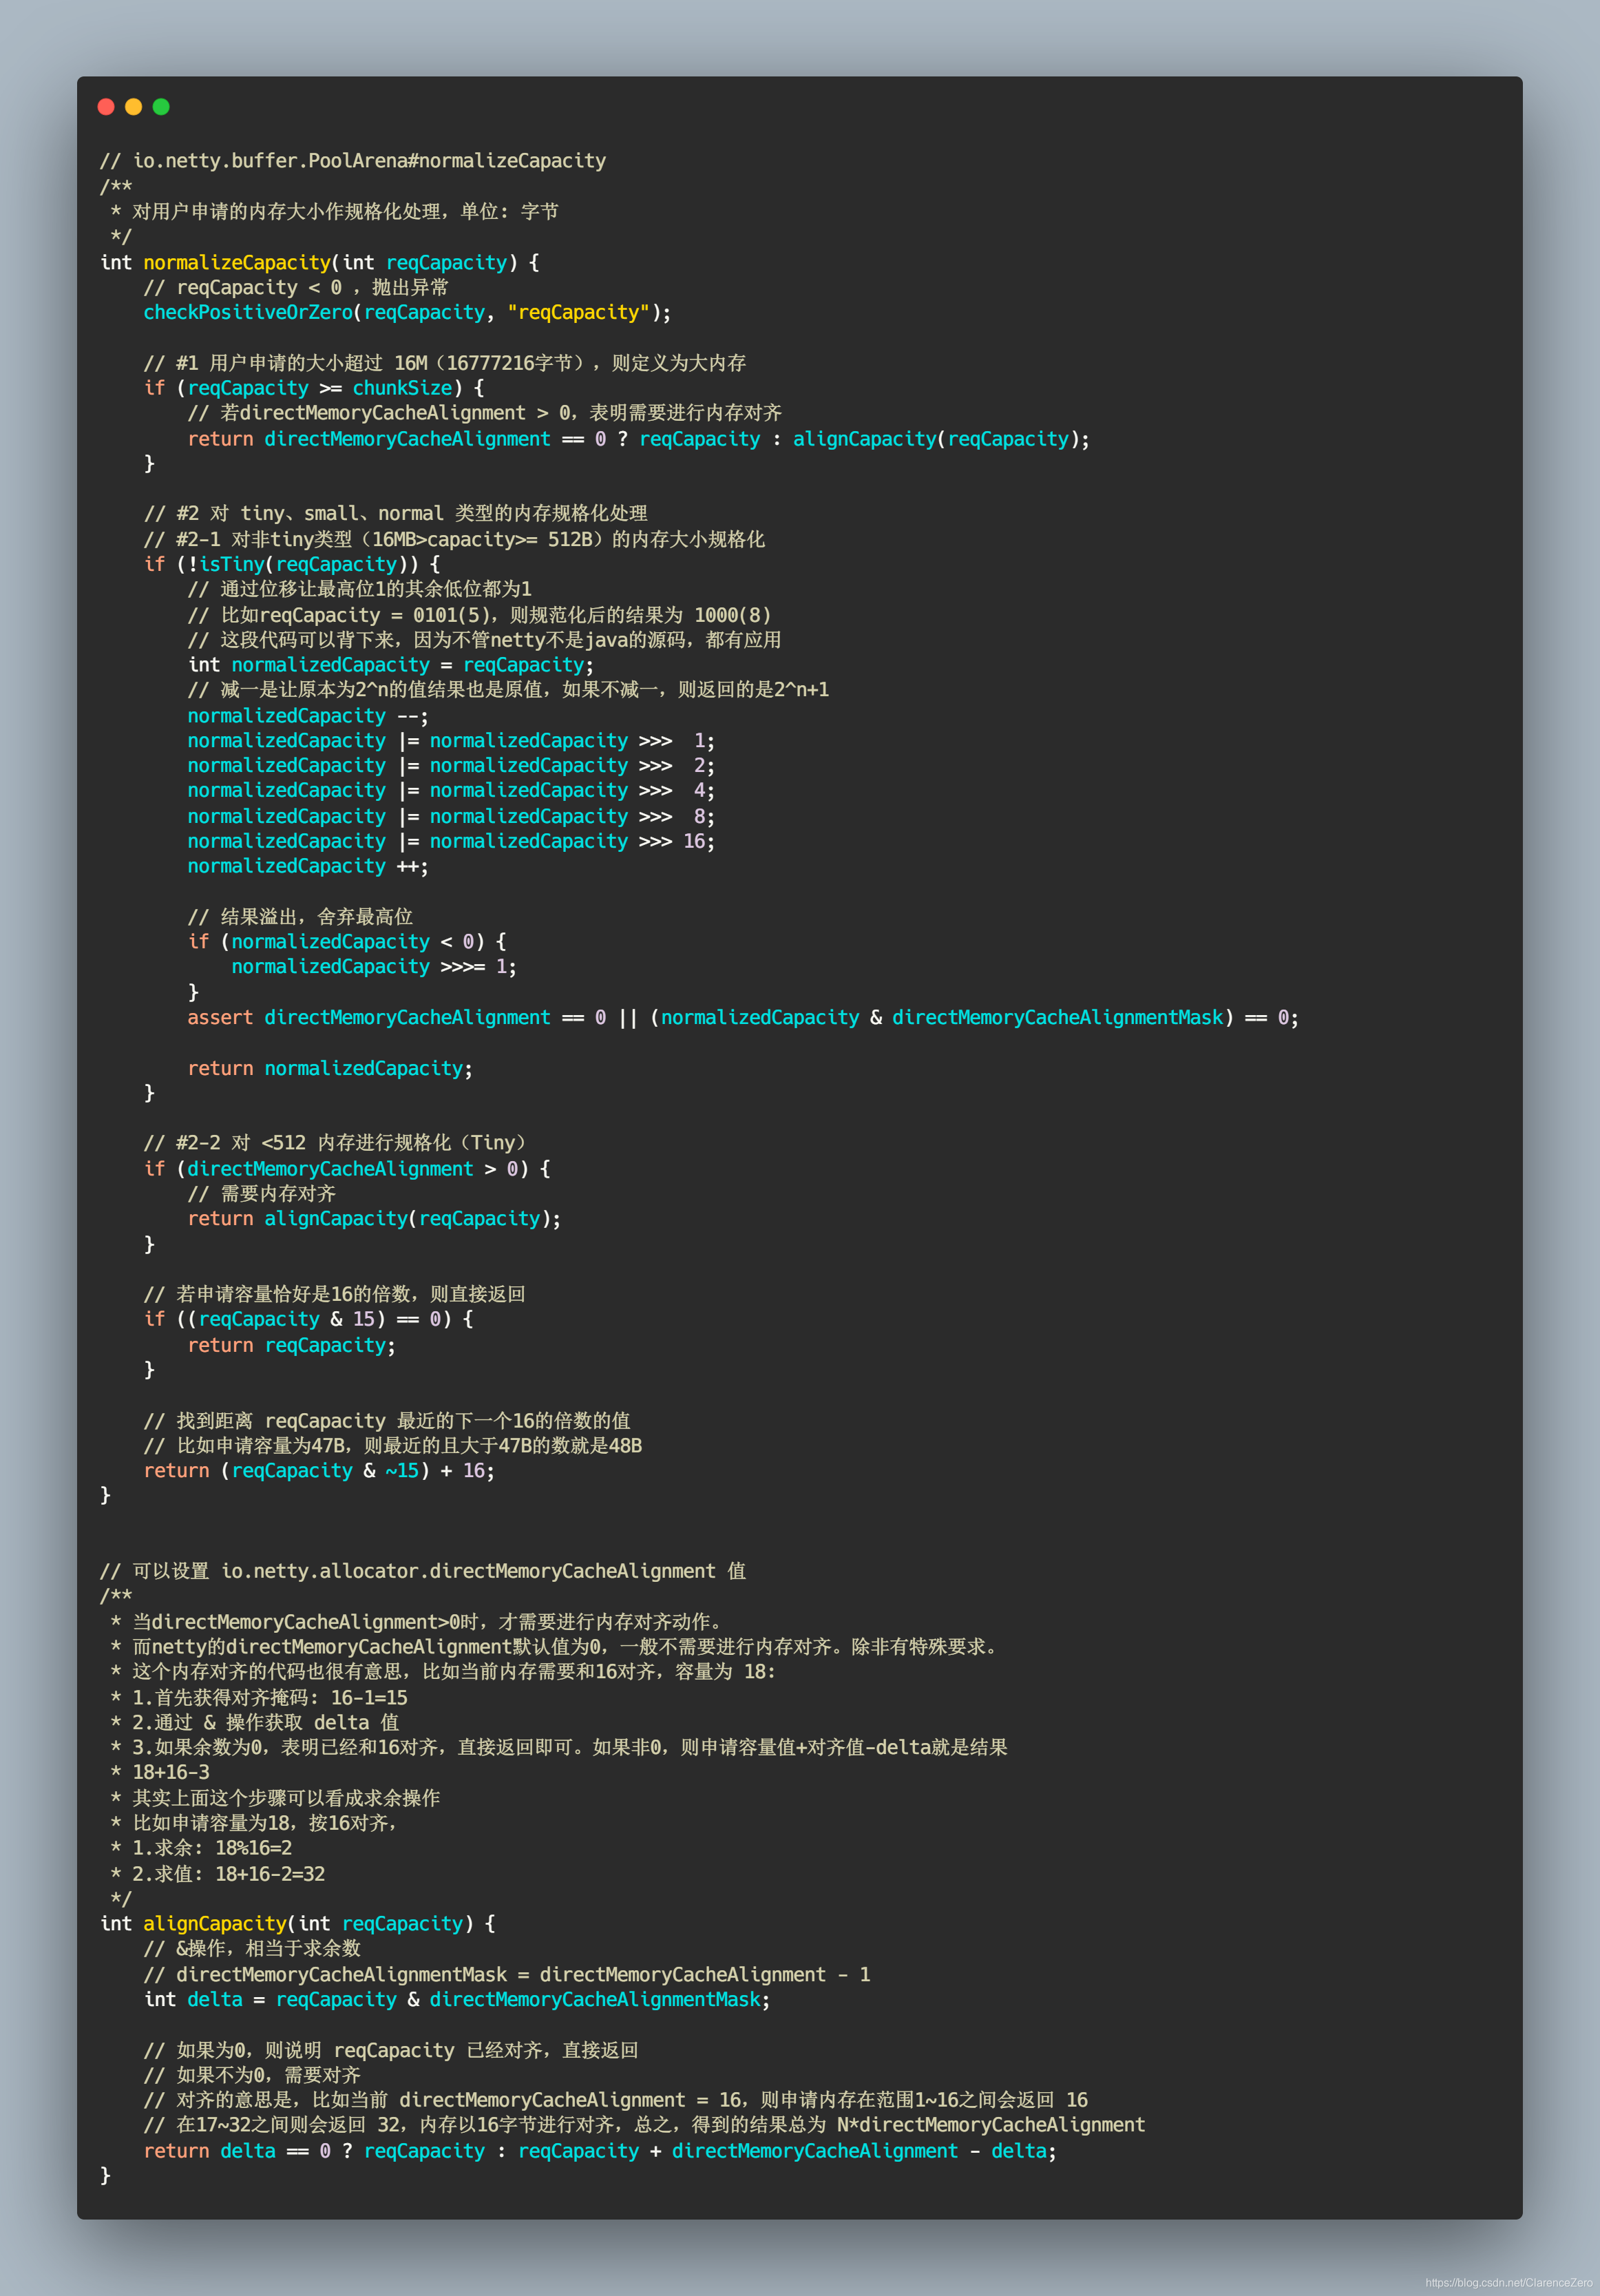 // io.netty.buffer.PoolArena#normalizeCapacity
/**
 * 对用户申请的内存大小作规格化处理，单位: 字节
 */
int normalizeCapacity(int reqCapacity) {
    // reqCapacity < 0 ，抛出异常
    checkPositiveOrZero(reqCapacity, "reqCapacity");

    // #1 用户申请的大小超过 16M（16777216字节），则定义为大内存
    if (reqCapacity >= chunkSize) {
        // 若directMemoryCacheAlignment > 0，表明需要进行内存对齐
        return directMemoryCacheAlignment == 0 ? reqCapacity : alignCapacity(reqCapacity);
    }

    // #2 对 tiny、small、normal 类型的内存规格化处理
    // #2-1 对非tiny类型（16MB>capacity>= 512B）的内存大小规格化
    if (!isTiny(reqCapacity)) {
        // 通过位移让最高位1的其余低位都为1
        // 比如reqCapacity = 0101(5)，则规范化后的结果为 1000(8)
        // 这段代码可以背下来，因为不管netty不是java的源码，都有应用
        int normalizedCapacity = reqCapacity;
        // 减一是让原本为2^n的值结果也是原值，如果不减一，则返回的是2^n+1
        normalizedCapacity --;
        normalizedCapacity |= normalizedCapacity >>>  1;
        normalizedCapacity |= normalizedCapacity >>>  2;
        normalizedCapacity |= normalizedCapacity >>>  4;
        normalizedCapacity |= normalizedCapacity >>>  8;
        normalizedCapacity |= normalizedCapacity >>> 16;
        normalizedCapacity ++;

        // 结果溢出，舍弃最高位
        if (normalizedCapacity < 0) {
            normalizedCapacity >>>= 1;
        }
        assert directMemoryCacheAlignment == 0 || (normalizedCapacity & directMemoryCacheAlignmentMask) == 0;

        return normalizedCapacity;
    }

    // #2-2 对 <512 内存进行规格化（Tiny）
    if (directMemoryCacheAlignment > 0) {
        // 需要内存对齐
        return alignCapacity(reqCapacity);
    }

    // 若申请容量恰好是16的倍数，则直接返回
    if ((reqCapacity & 15) == 0) {
        return reqCapacity;
    }

    // 找到距离 reqCapacity 最近的下一个16的倍数的值
    // 比如申请容量为47B，则最近的且大于47B的数就是48B
    return (reqCapacity & ~15) + 16;
}

// 可以设置 io.netty.allocator.directMemoryCacheAlignment 值
/**
 * 当directMemoryCacheAlignment>0时，才需要进行内存对齐动作。
 * 而netty的directMemoryCacheAlignment默认值为0，一般不需要进行内存对齐。除非有特殊要求。
 * 这个内存对齐的代码也很有意思，比如当前内存需要和16对齐，容量为 18:
 * 1.首先获得对齐掩码: 16-1=15
 * 2.通过 & 操作获取 delta 值
 * 3.如果余数为0，表明已经和16对齐，直接返回即可。如果非0，则申请容量值+对齐值-delta就是结果
 * 18+16-3
 * 其实上面这个步骤可以看成求余操作
 * 比如申请容量为18，按16对齐，
 * 1.求余: 18%16=2
 * 2.求值: 18+16-2=32
 */
int alignCapacity(int reqCapacity) {
    // &操作，相当于求余数
    // directMemoryCacheAlignmentMask = directMemoryCacheAlignment - 1
    int delta = reqCapacity & directMemoryCacheAlignmentMask;

    // 如果为0，则说明 reqCapacity 已经对齐，直接返回
    // 如果不为0，需要对齐
    // 对齐的意思是，比如当前 directMemoryCacheAlignment = 16，则申请内存在范围1~16之间会返回 16
    // 在17~32之间则会返回 32，内存以16字节进行对齐，总之，得到的结果总为 N*directMemoryCacheAlignment
    return delta == 0 ? reqCapacity : reqCapacity + directMemoryCacheAlignment - delta;
}
https://blog.csdn.net/ClarenceZero